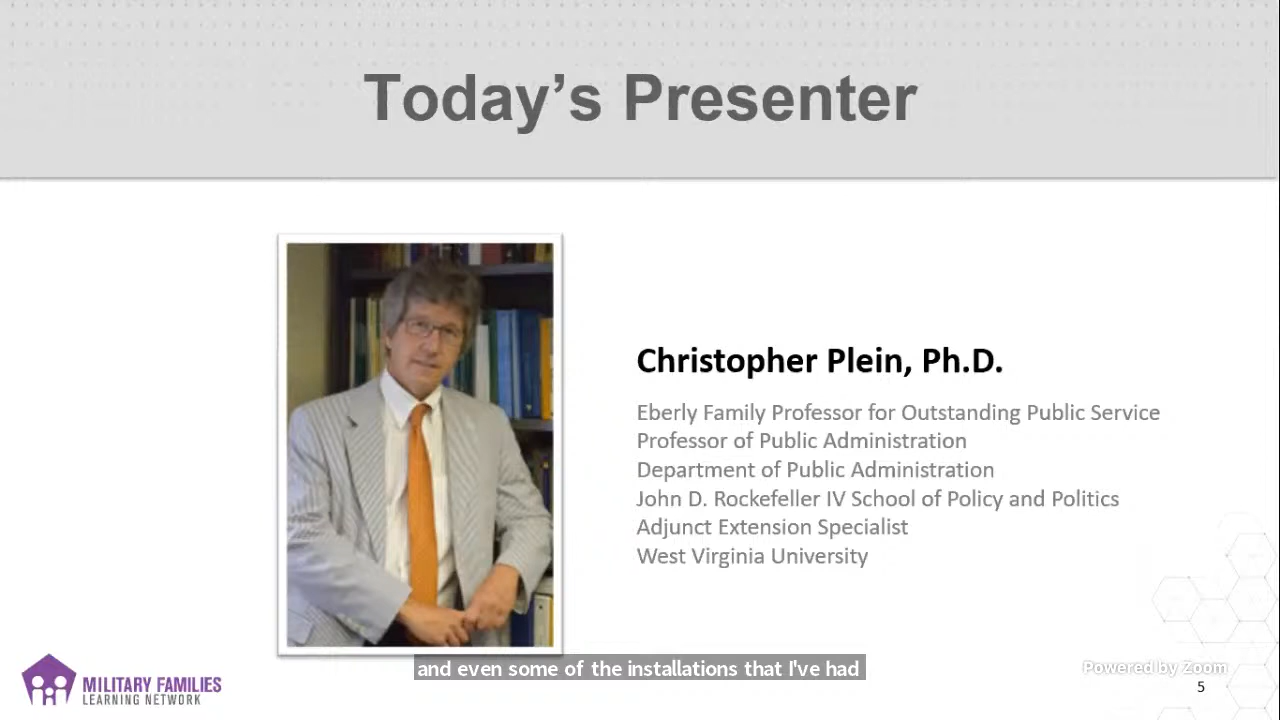 Today’s Presenter
Christopher Plein, Ph.D.
Eberly Family Professor for Outstanding Public Service
Professor of Public Administration
Department of Public Administration
John D. Rockefeller IV School of Policy and Politics
Adjunct Extension Specialist
West Virginia University
and even some of the installations that I've had
MILITARY FAMILIES
LEARNING NETWORK
Powered by Zoom
5